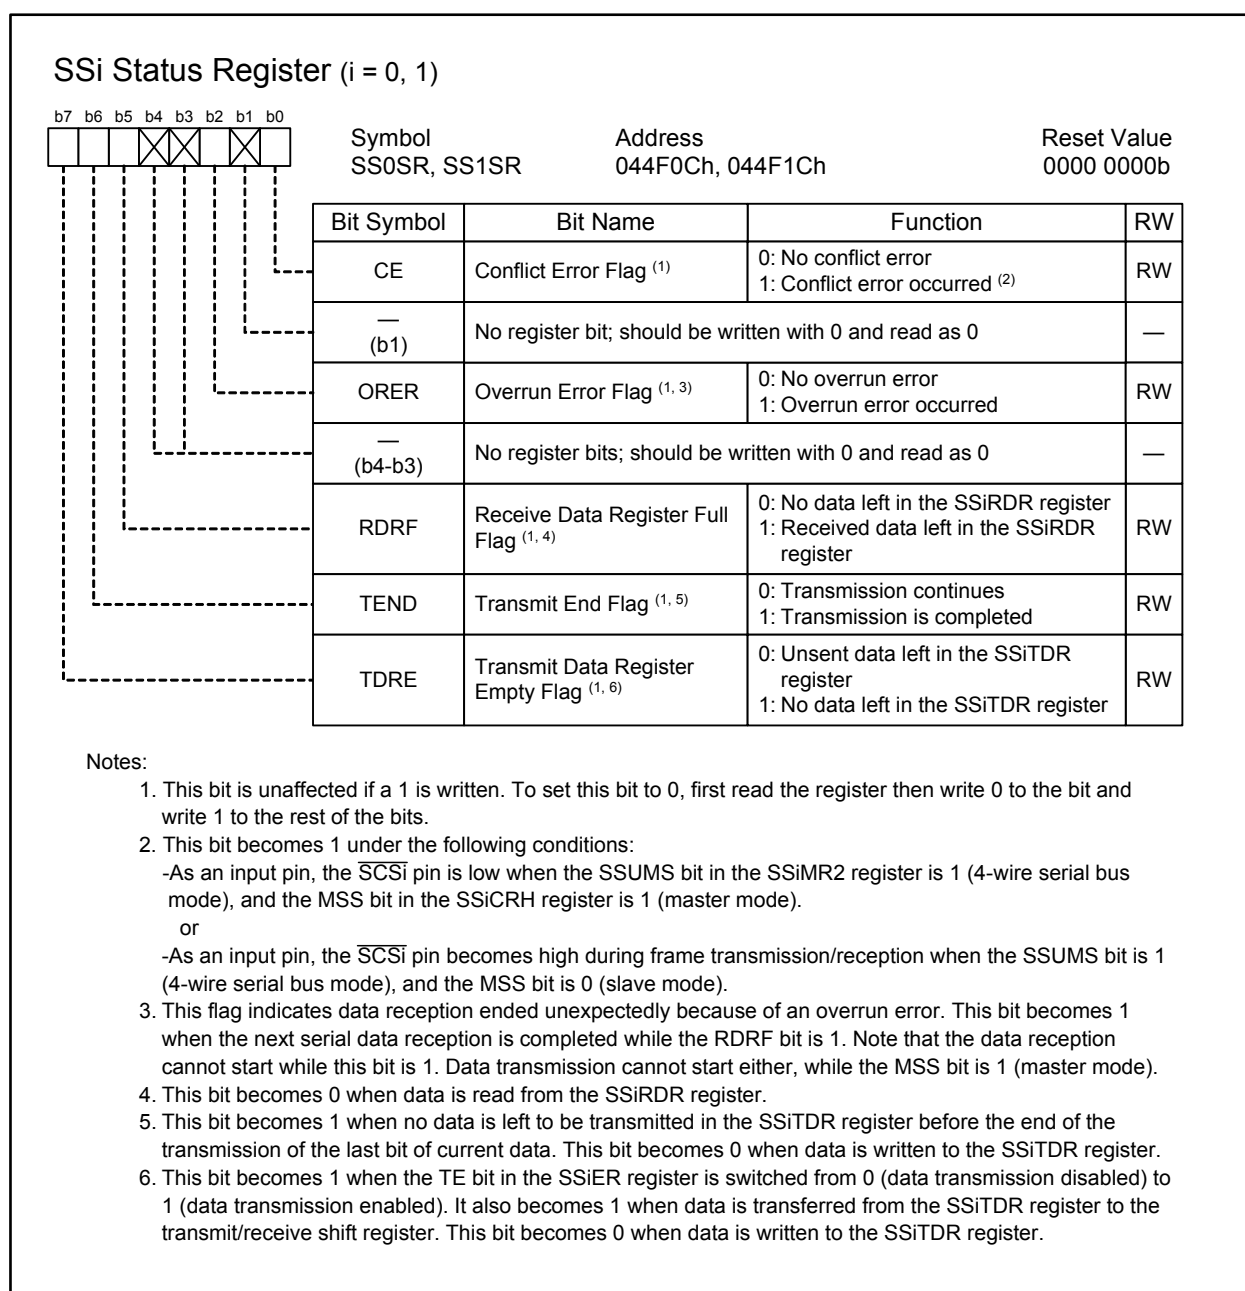 SSi Status Register (i = 0, 1)
b7 b6 b5 b4 b3 b2 b1 b0
Symbol Address Reset Value
SS0SR, SS1SR 044F0Ch, 044F1Ch 0000 0000b
Bit Symbol Bit Name Function RW
CE Conflict Error Flag (1) 0: No conflict error
1: Conflict error occurred (2) RW
—
(b1) No register bit; should be written with 0 and read as 0 —
ORER Overrun Error Flag (1, 3) 0: No overrun error
1: Overrun error occurred RW
—
(b4-b3) No register bits; should be written with 0 and read as 0 —
RDRF Receive Data Register Full
Flag (1, 4) 0: No data left in the SSiRDR register
1: Received data left in the SSiRDR
register RW
TEND Transmit End Flag (1, 5) 0: Transmission continues
1: Transmission is completed RW
TDRE Transmit Data Register
Empty Flag (1, 6) 0: Unsent data left in the SSiTDR
register
1: No data left in the SSiTDR register RW
Notes:
1. This bit is unaffected if a 1 is written. To set this bit to 0, first read the register then write 0 to the bit and
write 1 to the rest of the bits.
2. This bit becomes 1 under the following conditions:
-As an input pin, the SCSi pin is low when the SSUMS bit in the SSiMR2 register is 1 (4-wire serial bus
mode), and the MSS bit in the SSiCRH register is 1 (master mode).
or
-As an input pin, the SCSi pin becomes high during frame transmission/reception when the SSUMS bit is 1
(4-wire serial bus mode), and the MSS bit is 0 (slave mode).
3. This flag indicates data reception ended unexpectedly because of an overrun error. This bit becomes 1
when the next serial data reception is completed while the RDRF bit is 1. Note that the data reception
cannot start while this bit is 1. Data transmission cannot start either, while the MSS bit is 1 (master mode).
4. This bit becomes 0 when data is read from the SSiRDR register.
5. This bit becomes 1 when no data is left to be transmitted in the SSiTDR register before the end of the
transmission of the last bit of current data. This bit becomes 0 when data is written to the SSiTDR register.
6. This bit becomes 1 when the TE bit in the SSiER register is switched from 0 (data transmission disabled) to
1 (data transmission enabled). It also becomes 1 when data is transferred from the SSiTDR register to the
transmit/receive shift register. This bit becomes 0 when data is written to the SSiTDR register.